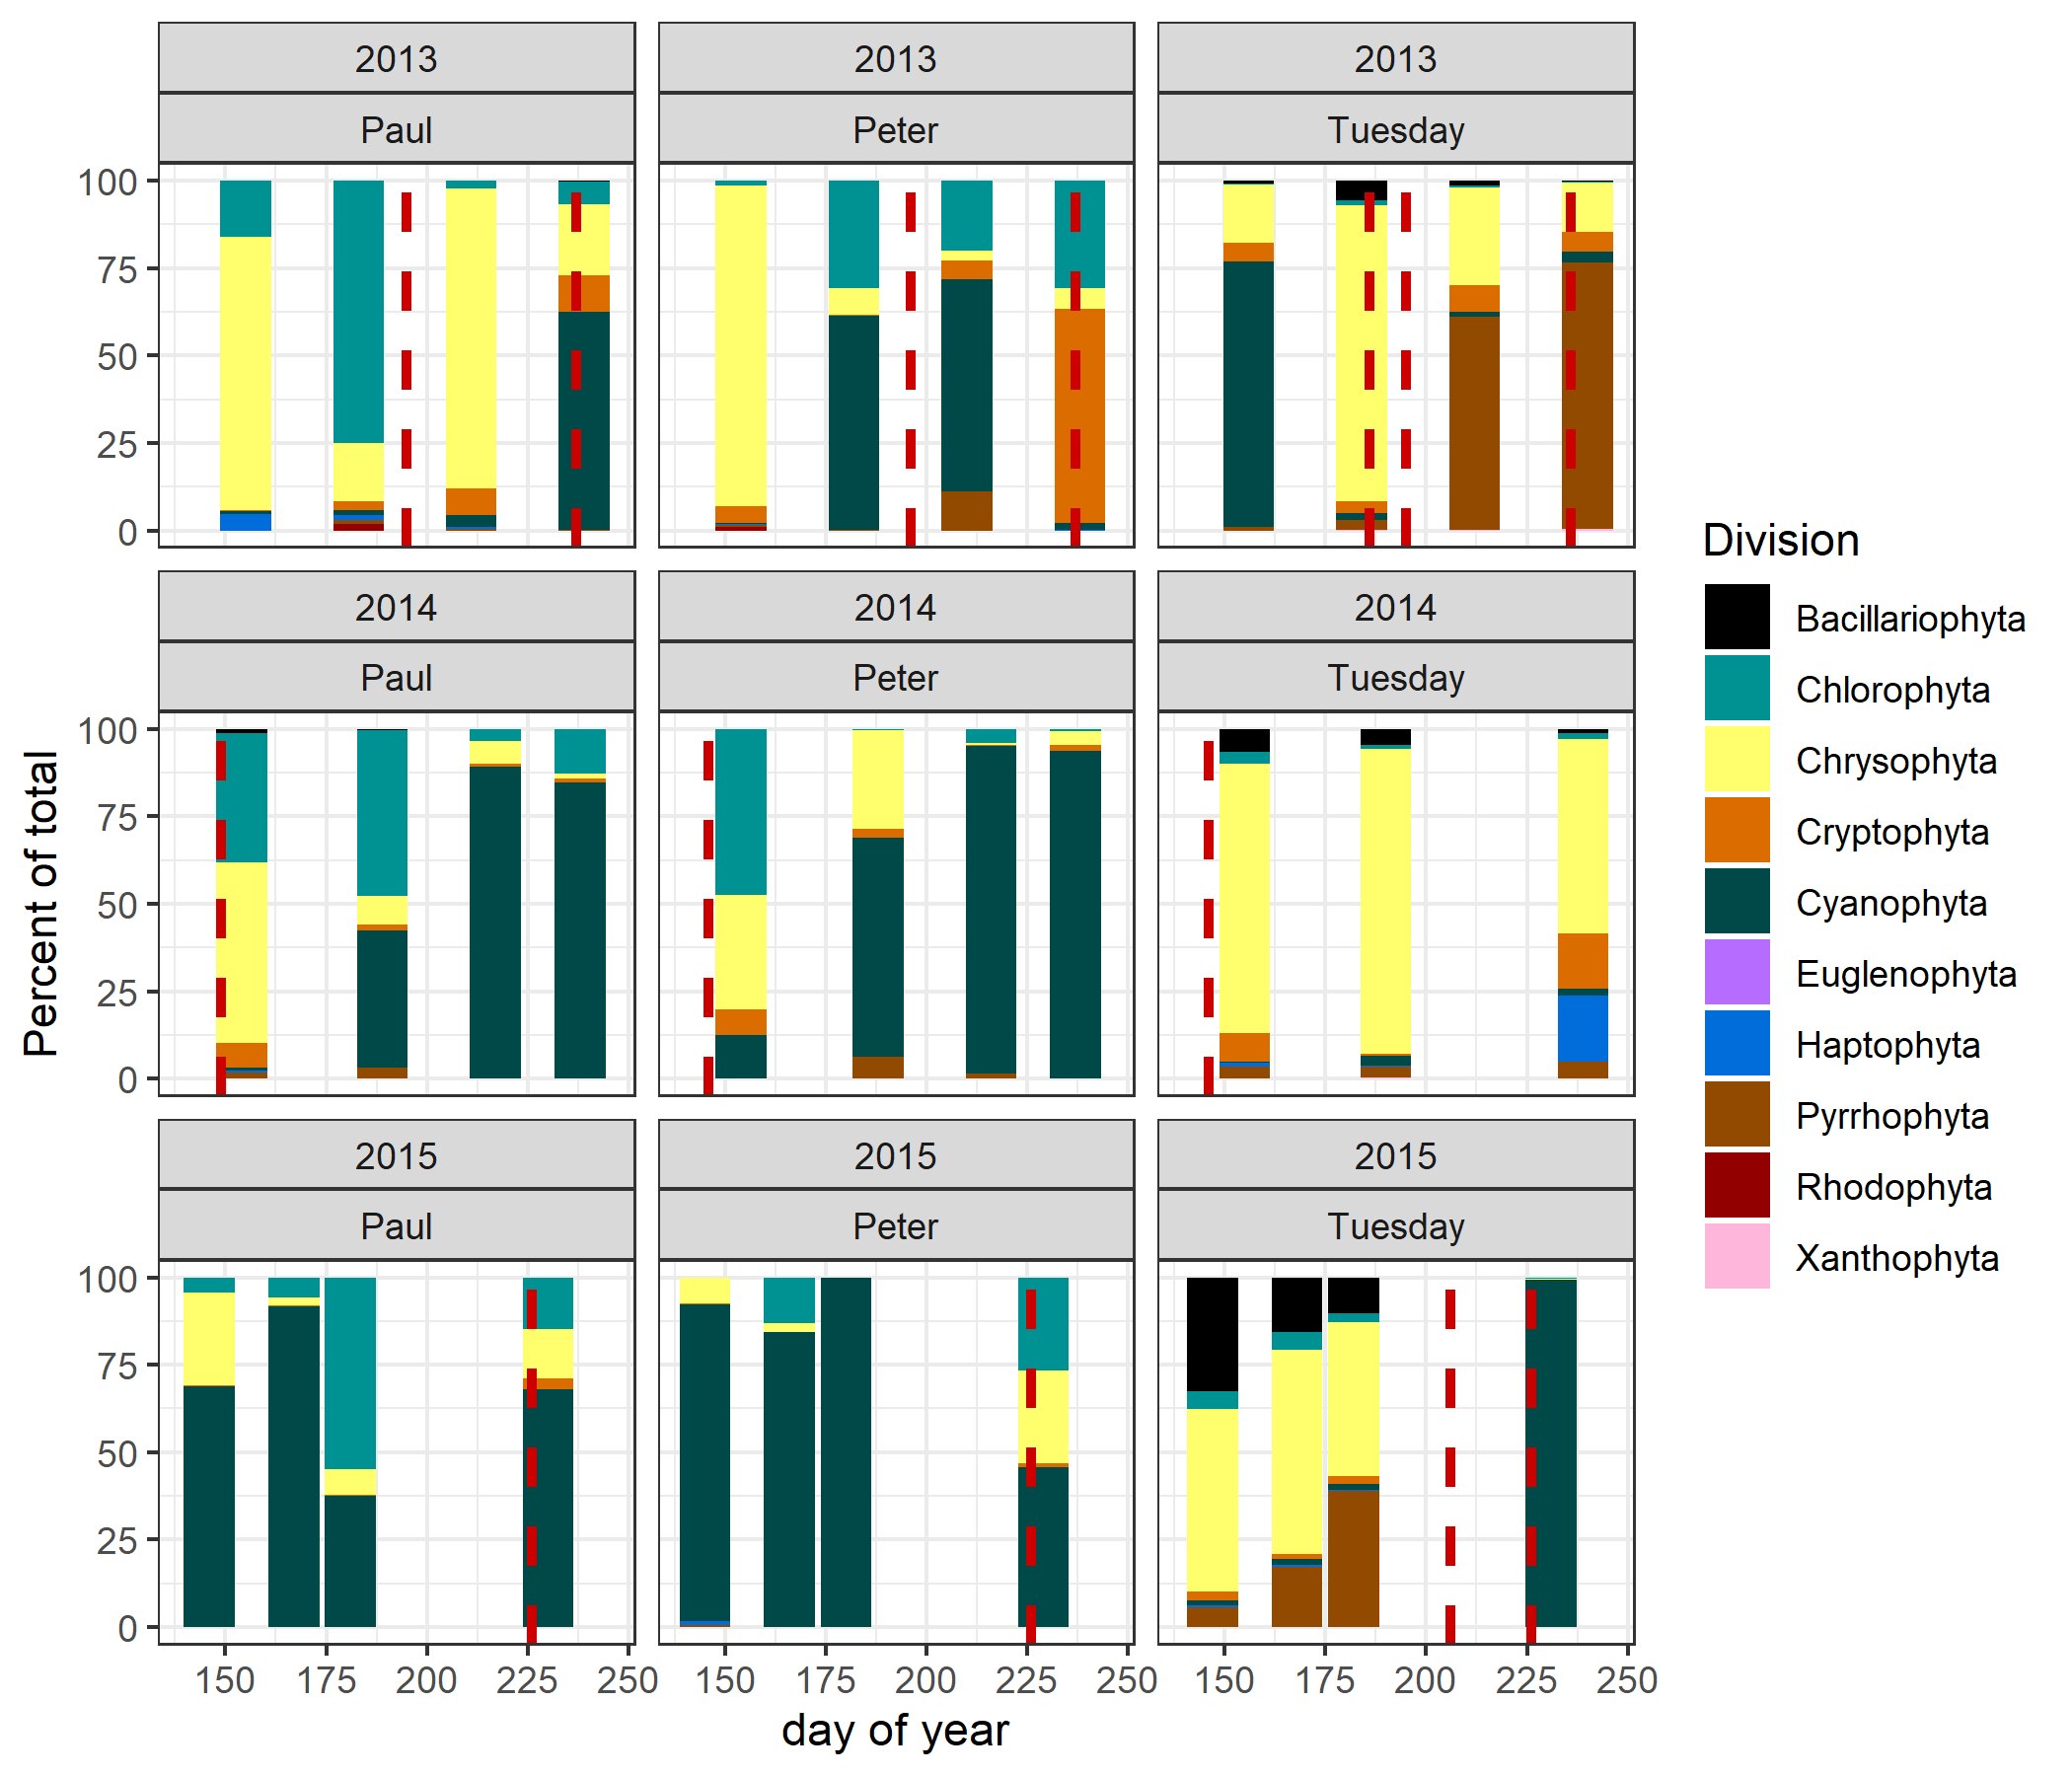 2013 2013 2013
Paul Peter Tuesday
100
75
50
25
0
2014 2014 2014
Paul Peter Tuesday
100
75
50
25
0
2015 2015 2015
Paul Peter Tuesday
100
75
50
25
0
150 175 200 225 250 150 175 200 225 250 150 175 200 225 250
day of year
Percent of total
Division
Bacillariophyta
Chlorophyta
Chrysophyta
Cryptophyta
Cyanophyta
Euglenophyta
Haptophyta
Pyrrhophyta
Rhodophyta
Xanthophyta